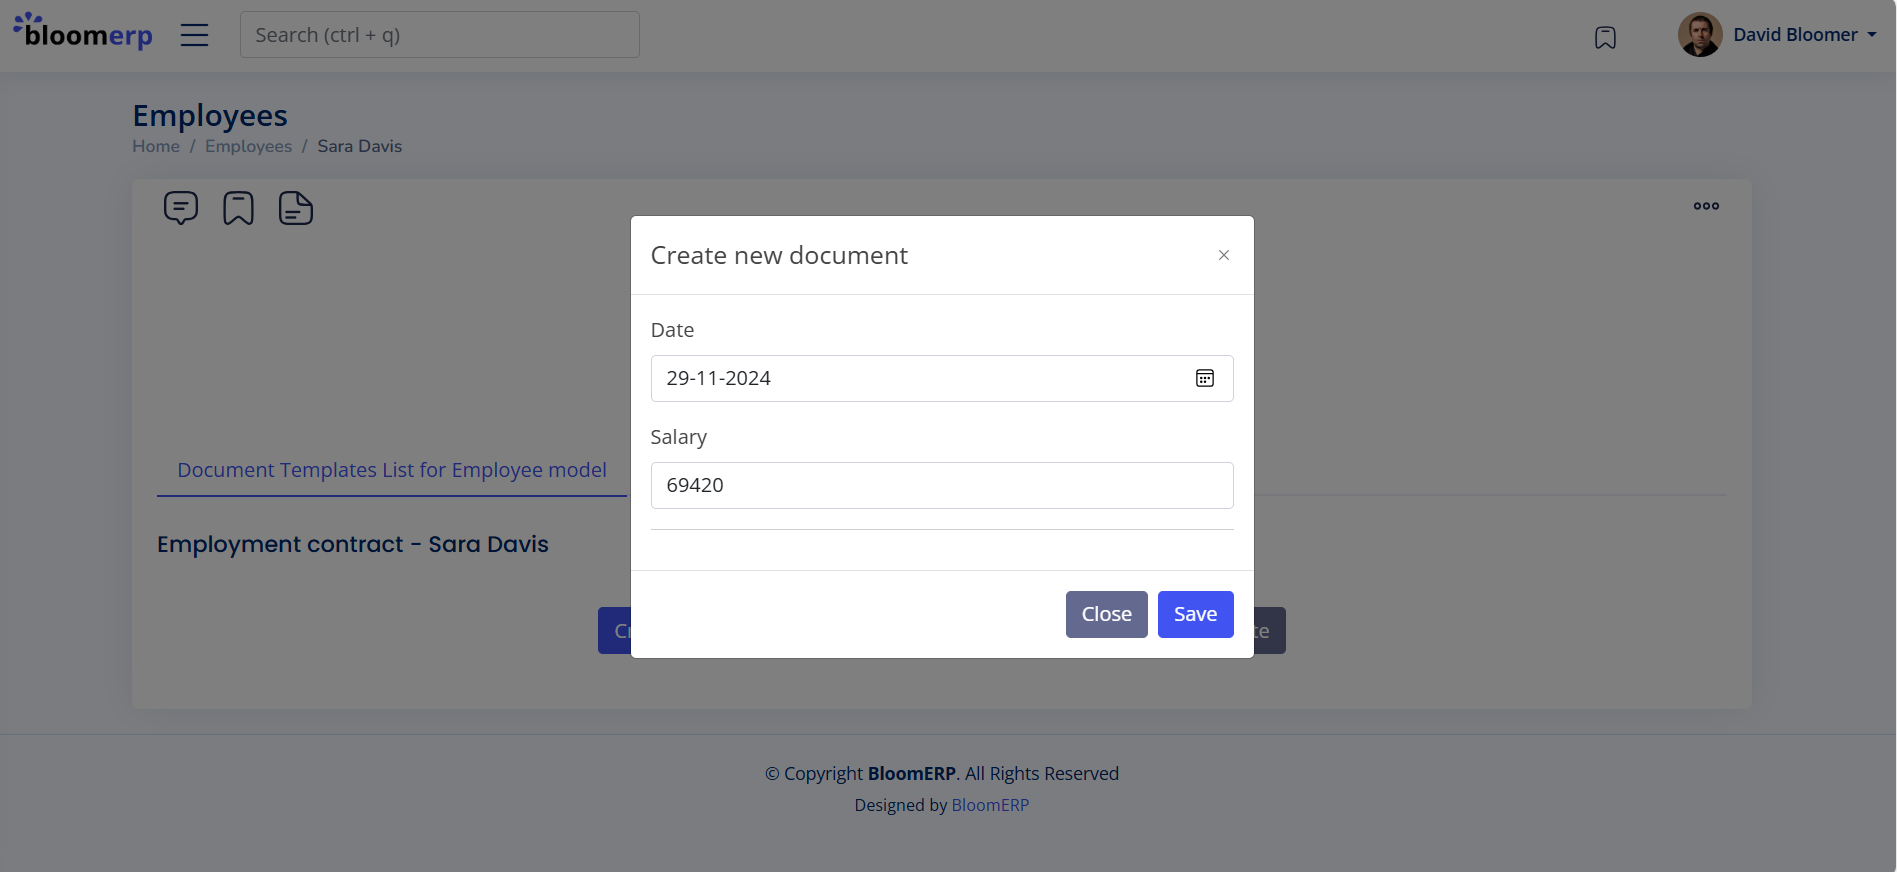 bloomerp
Search (ctrl + q)
David Bloomer
Employees
Home / Employees / Sara Davis
Create new document
×
Date
29-11-2024
Salary
69420
Document Templates List for Employee model
Employment contract - Sara Davis
Close
Save
© Copyright BloomERP. All Rights Reserved
Designed by BloomERP